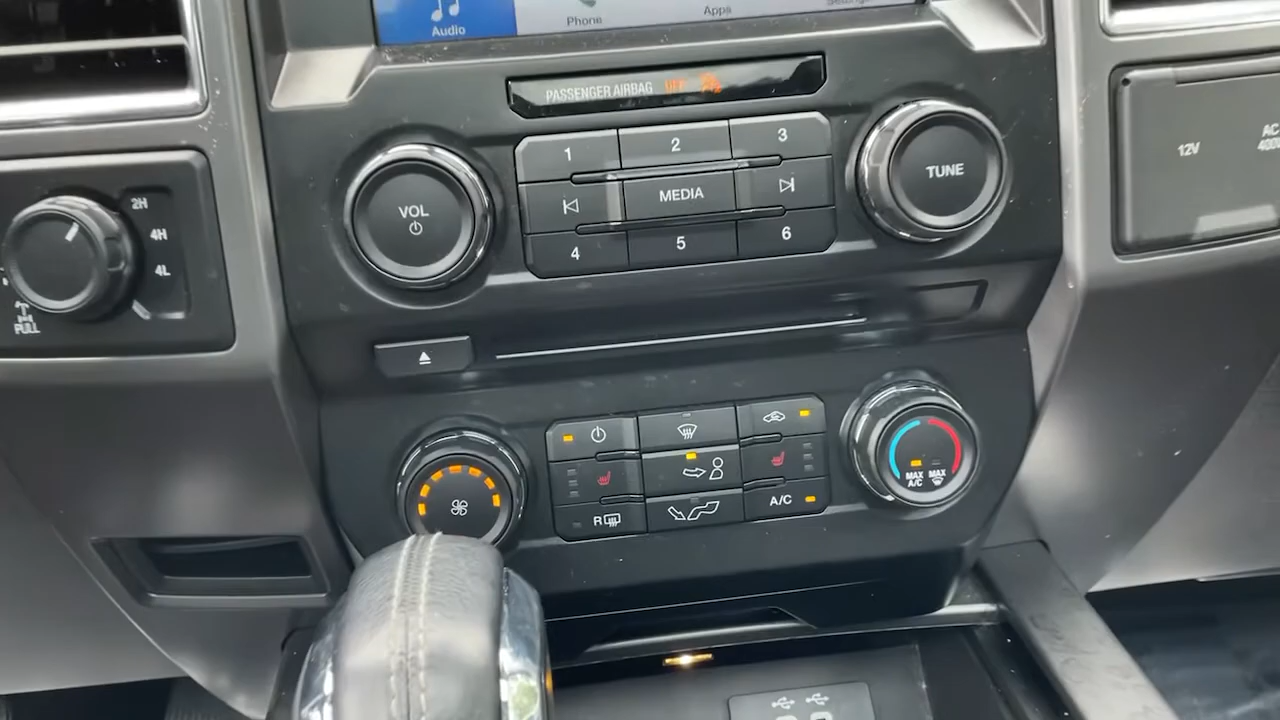 Audio
Phone
Apps
PASSENGER AIRBAG OFF
1
2
3
VOL
MEDIA
TUNE
4
5
6
2H
4H
4L
PULL
12V
AC
A/C
R
MAX A/C
MAX